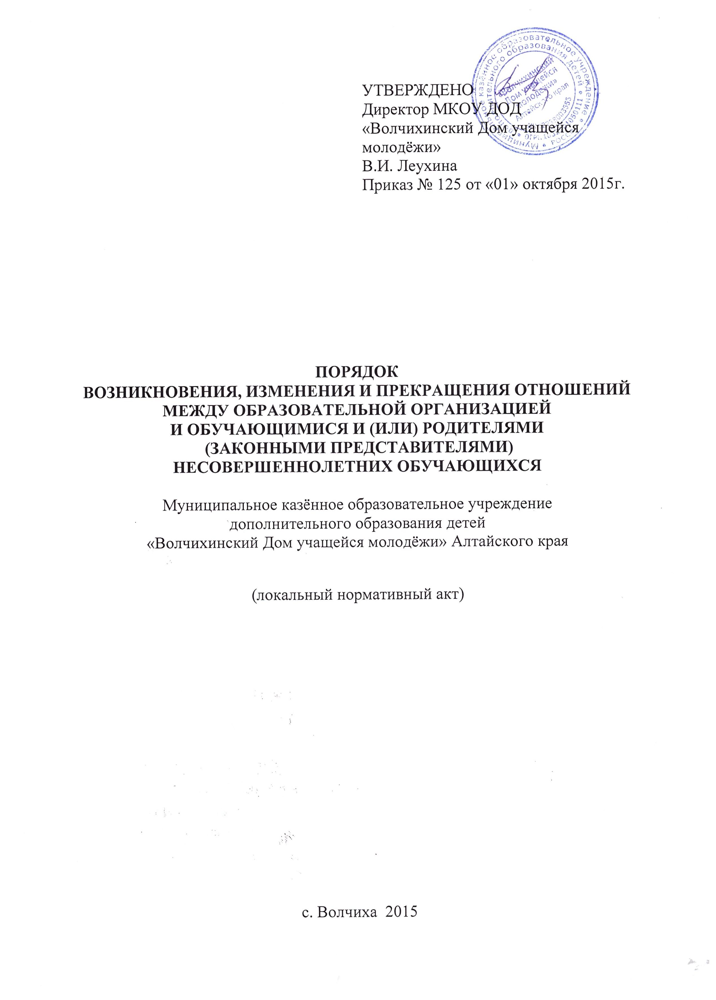 УТВЕРЖДЕНО
Директор МКОУ ДОД
«Волчихинский Дом учащейся
молодёжи»
В.И. Леухина
Приказ № 125 от «01» октября 2015г.
Муниципальное казённое образовательное учреждение
дополнительного образования детей
«Волчихинский
Дом учащейся
молодёжи»
Алтайского края
ПОРЯДОК
ВОЗНИКНОВЕНИЯ, ИЗМЕНЕНИЯ И ПРЕКРАЩЕНИЯ ОТНОШЕНИЙ
МЕЖДУ ОБРАЗОВАТЕЛЬНОЙ ОРГАНИЗАЦИЕЙ
И ОБУЧАЮЩИМИСЯ И (ИЛИ) РОДИТЕЛЯМИ
(ЗАКОННЫМИ ПРЕДСТАВИТЕЛЯМИ)
НЕСОВЕРШЕННОЛЕТНИХ ОБУЧАЮЩИХСЯ
Муниципальное казённое образовательное учреждение
дополнительного образования детей
«Волчихинский Дом учащейся молодёжи» Алтайского края
(локальный нормативный акт)
с. Волчиха 2015